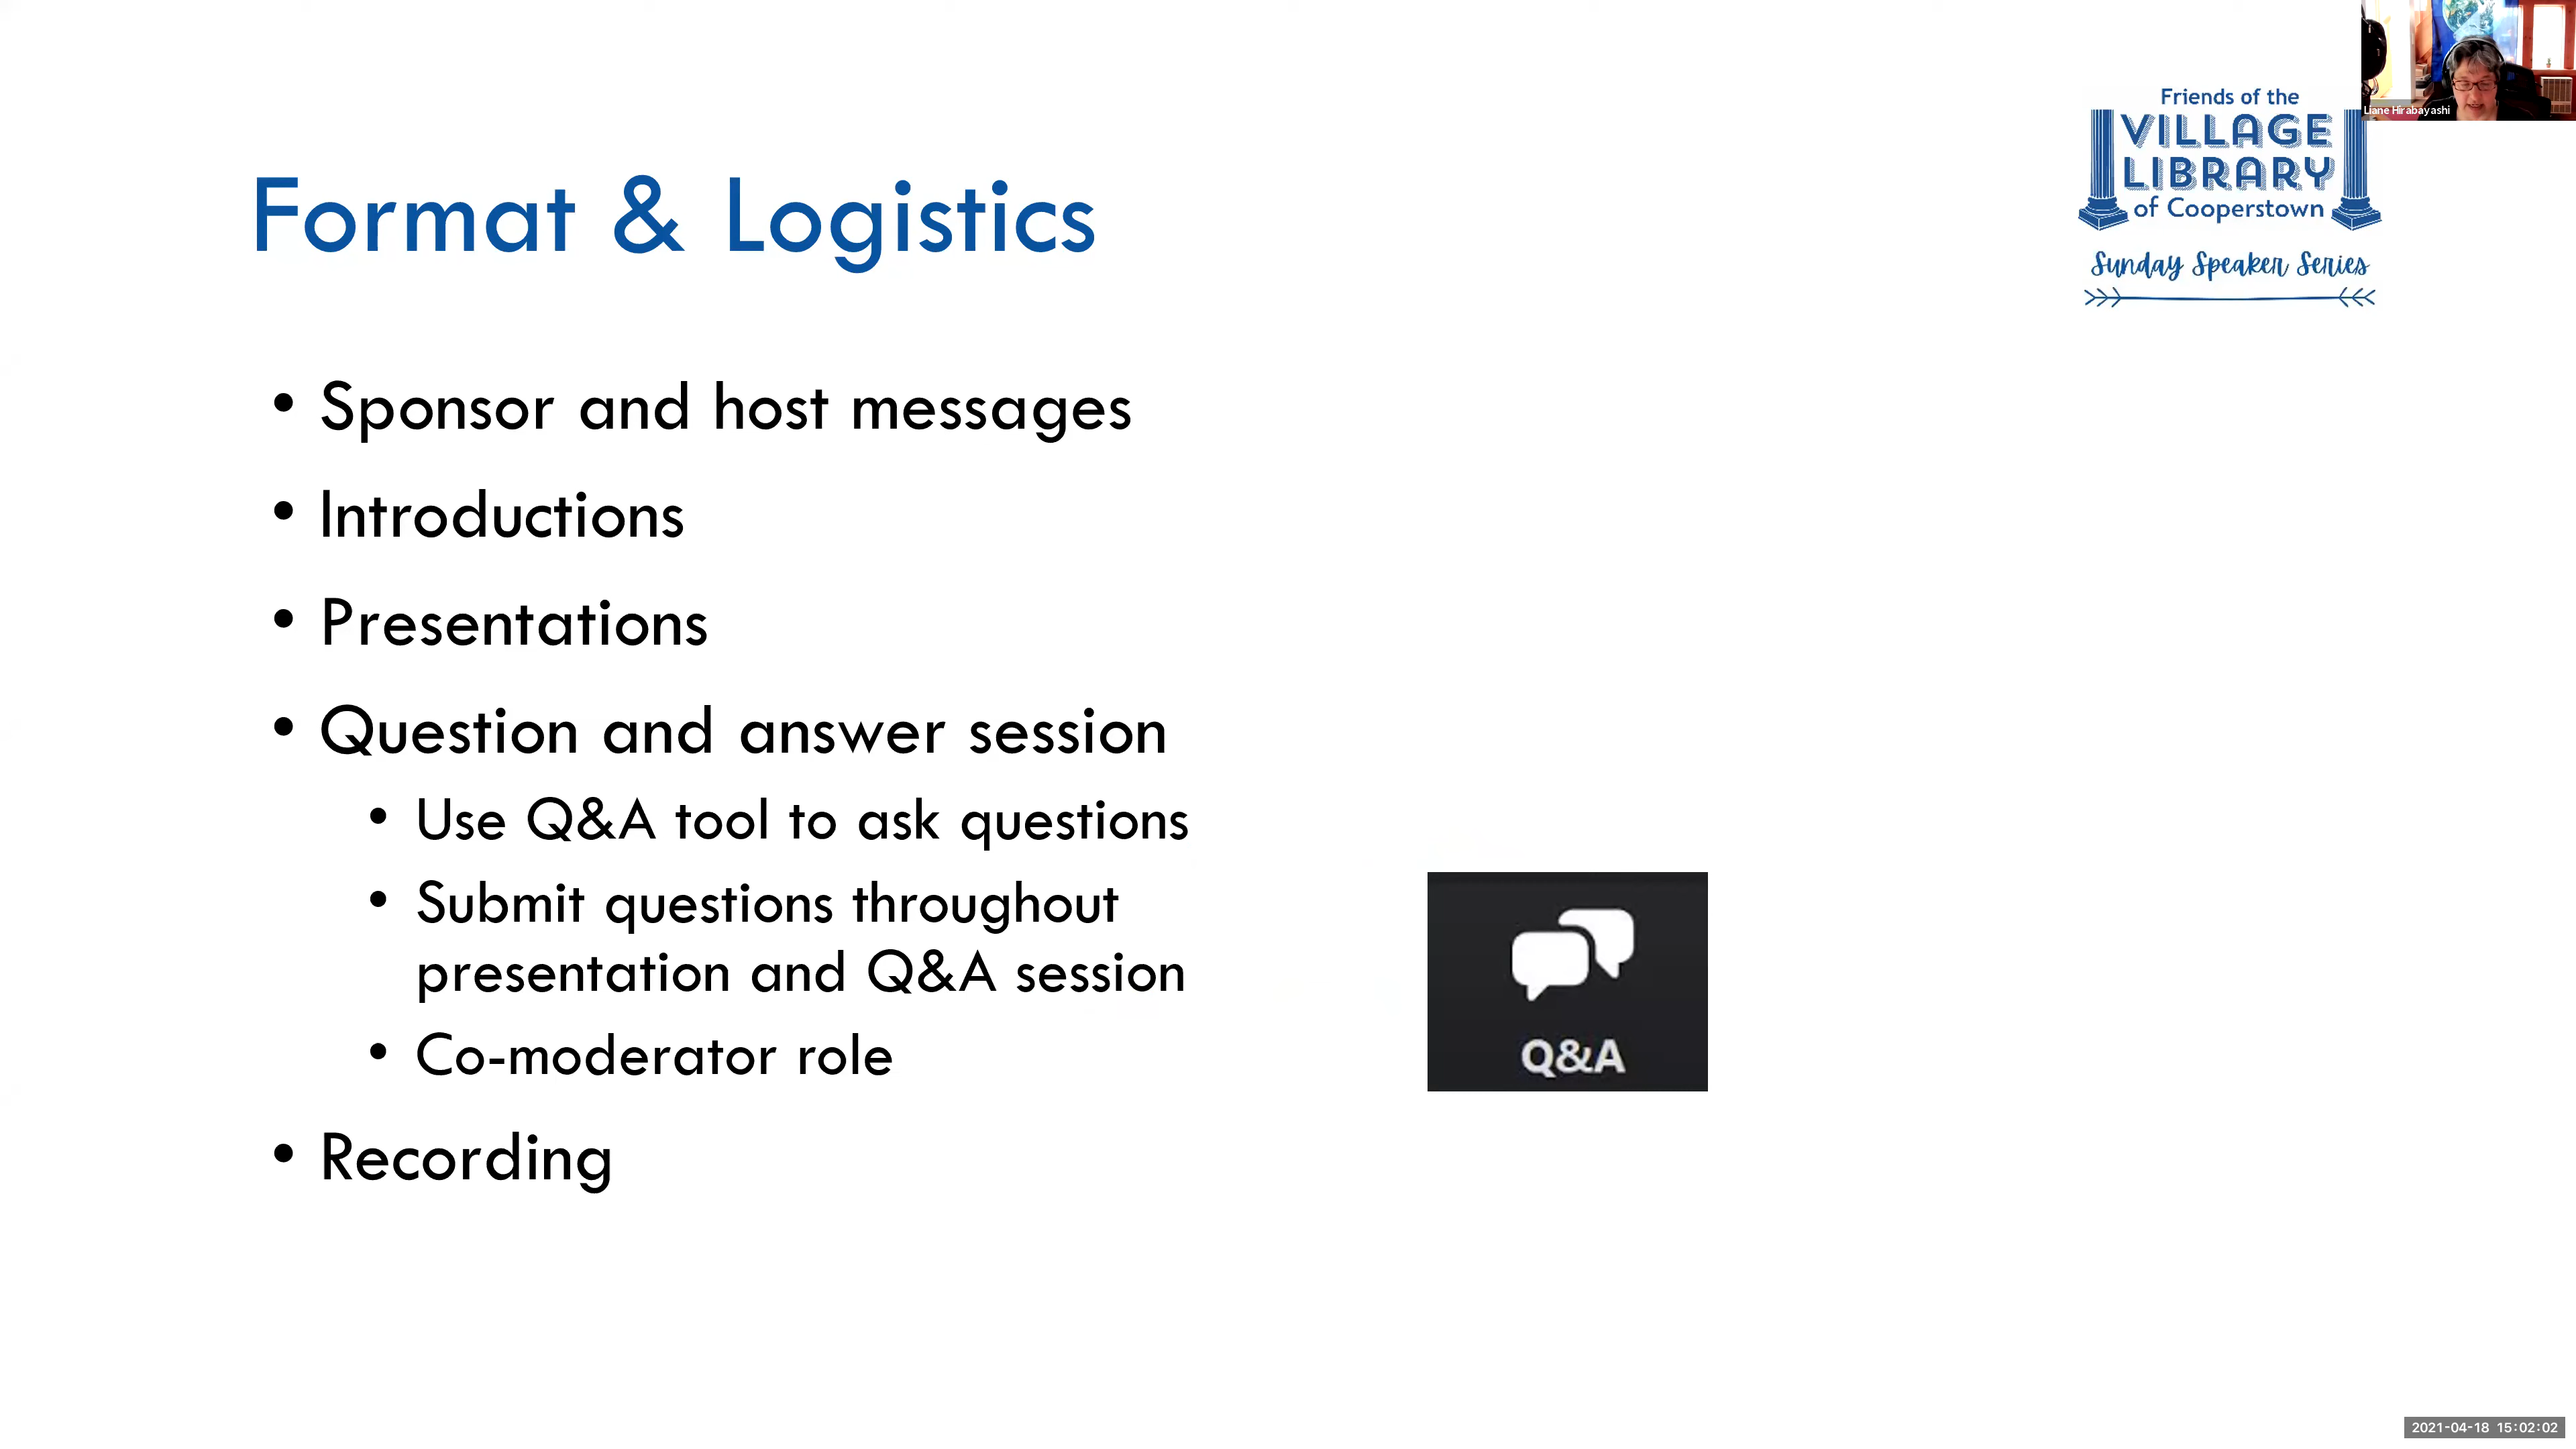 Liane Hirabayashi
Friends of the
VILLAGE
LIBRARY
of Cooperstown
Sunday Speaker Series
Format & Logistics
• Sponsor and host messages
• Introductions
• Presentations
• Question and answer session
• Use Q&A tool to ask questions
• Submit questions throughout
presentation and Q&A session
• Co-moderator role
• Recording
Q&A
2021-04-18 15:02:02